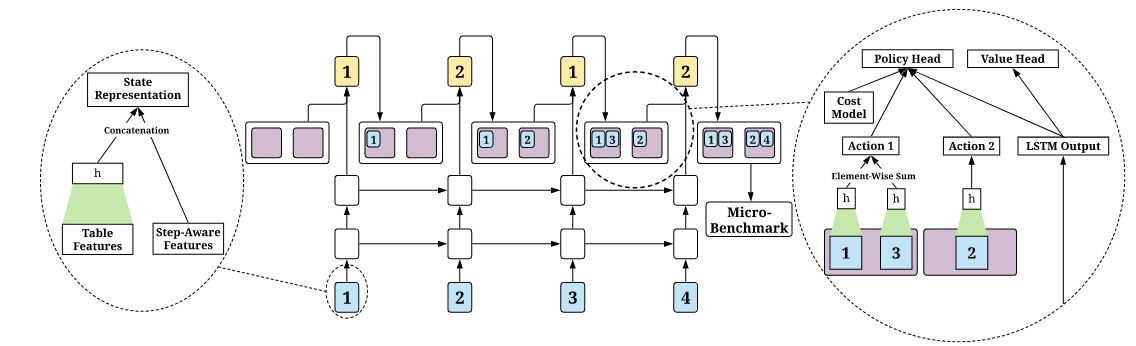 State
Representation
Concatenation
h
Table
Features
Step-Aware
Features
1
2
1
2
1
1
2
1
3
2
1
3
2
4
Micro-
Benchmark
1
2
3
4
Policy Head
Value Head
Cost
Model
Action 1
Action 2
LSTM Output
Element-Wise Sum
h
h
h
1
3
2